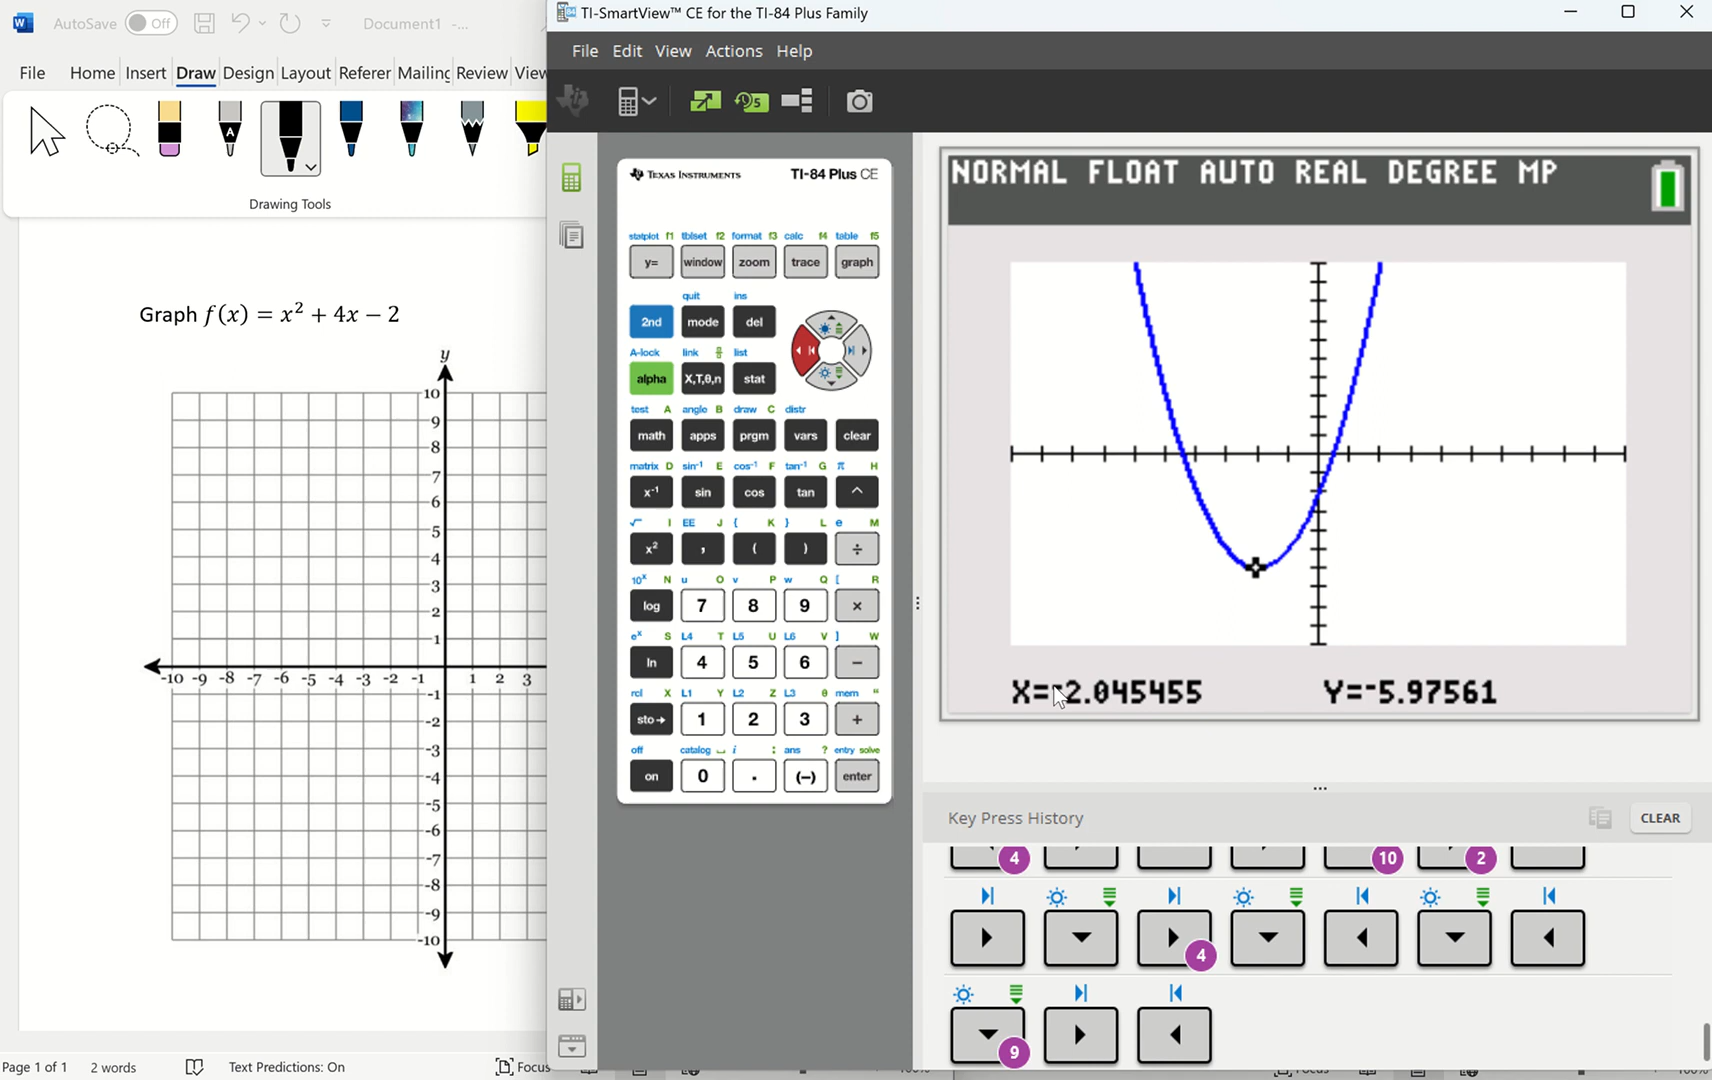 AutoSave Off Document1 -...
File Home Insert Draw Design Layout Referer Mailing Review View
A
Drawing Tools
Graph f(x) = x² + 4x − 2
y
10
9
8
7
6
5
4
3
2
1
-10 -9 -8 -7 -6 -5 -4 -3 -2 -1 1 2 3
-1
-2
-3
-4
-5
-6
-7
-8
-9
-10
Page 1 of 1 2 words Text Predictions: On Focus
TI-SmartView™ CE for the TI-84 Plus Family
File Edit View Actions Help
5
TEXAS INSTRUMENTS TI-84 Plus CE
statplot f1 tblset f2 format f3 calc f4 table f5
y= window zoom trace graph
quit ins
2nd mode del
A-lock link list
alpha X,T,θ,n stat
test A angle B draw C distr
math apps prgm vars clear
matrix D sin⁻¹ E cos⁻¹ F tan⁻¹ G π H
x⁻¹ sin cos tan ^
√ I EE J { K } L e M
x² , ( ) ÷
10ˣ N u O v P w Q [ R
log 7 8 9 ×
eˣ S L4 T L5 U L6 V ] W
ln 4 5 6 −
rcl X L1 Y L2 Z L3 θ mem "
sto→ 1 2 3 +
off catalog i : ans ? entry solve
on 0 . (−) enter
NORMAL FLOAT AUTO REAL DEGREE MP
X=-2.045455 Y=-5.97561
Key Press History CLEAR
4 10 2
4
9